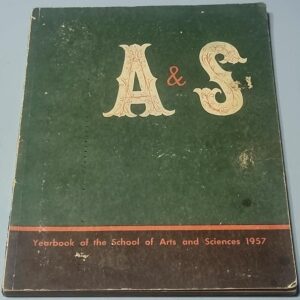 A & S
Yearbook of the School of Arts and Sciences 1957